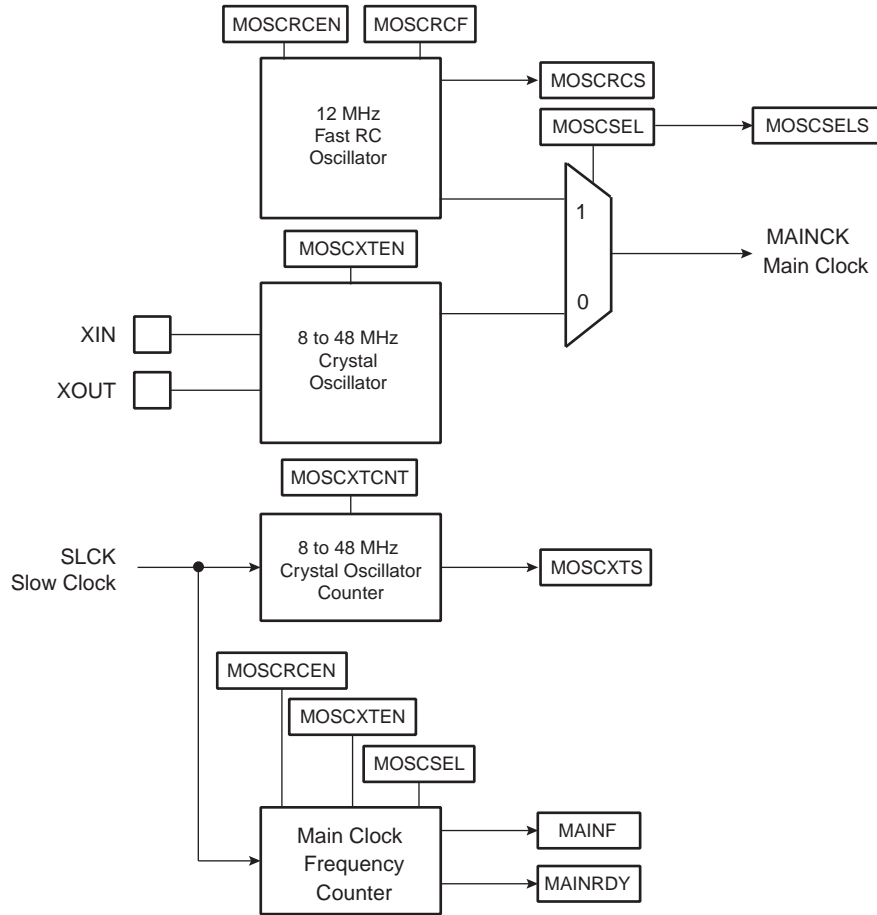 MOSCRCEN
MOSCRCF
12 MHz
Fast RC
Oscillator
MOSCRCS
MOSCSEL
MOSCSELS
1
0
MAINCK
Main Clock
MOSCXTEN
XIN
XOUT
8 to 48 MHz
Crystal
Oscillator
MOSCXTCNT
SLCK
Slow Clock
8 to 48 MHz
Crystal Oscillator
Counter
MOSCXTS
MOSCRCEN
MOSCXTEN
MOSCSEL
Main Clock
Frequency
Counter
MAINF
MAINRDY